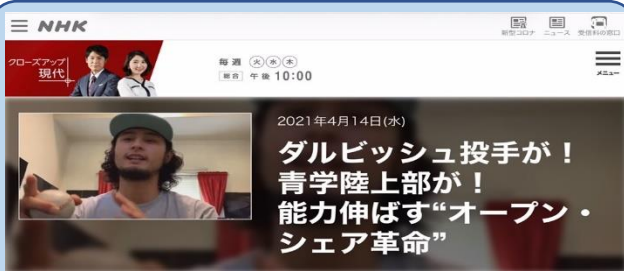 NHK
新型コロナ ニュース 受信料の窓口
クローズアップ
現代
毎週 火 水 木
総合 午後 10:00
メニュー
2021年4月14日(水)
ダルビッシュ投手が!
青学陸上部が!
能力伸ばす“オープン・
シェア革命”